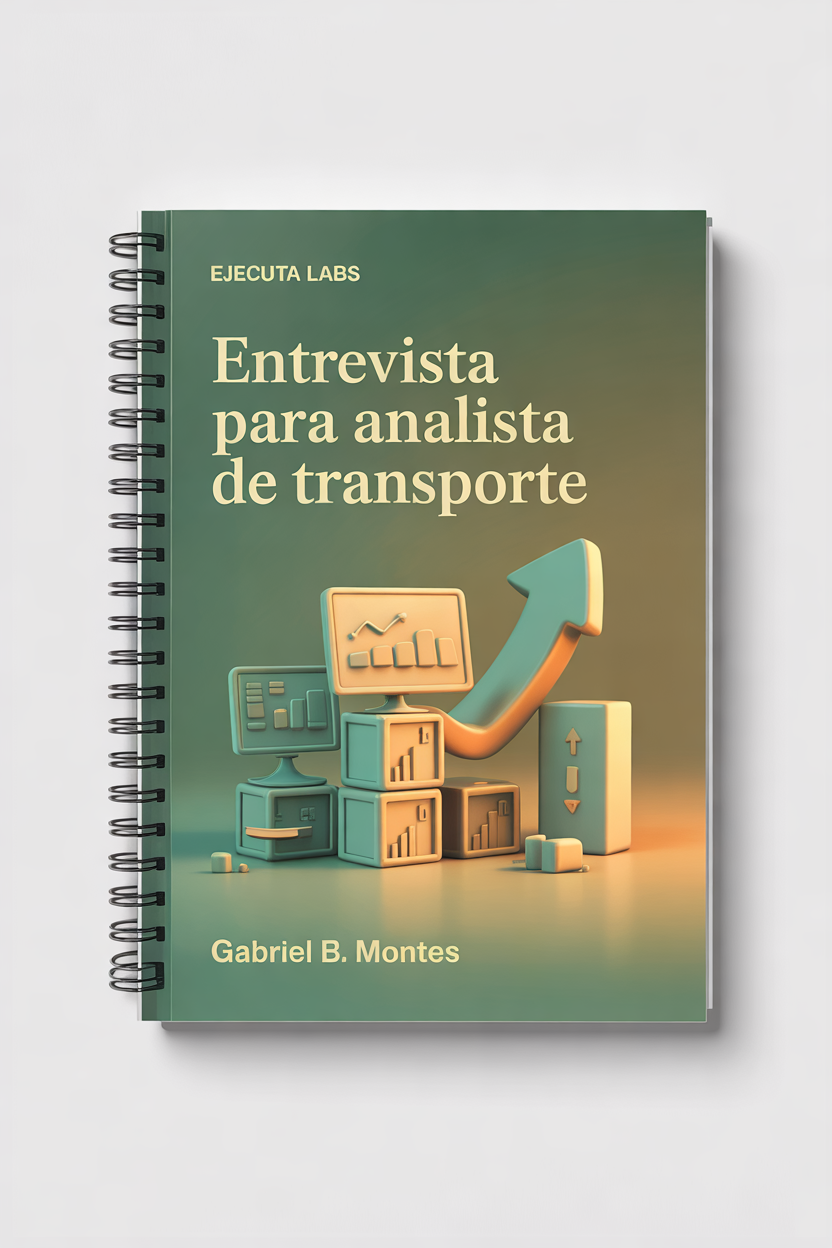 EJECUTA LABS
Entrevista
para analista
de transporte
Gabriel B. Montes